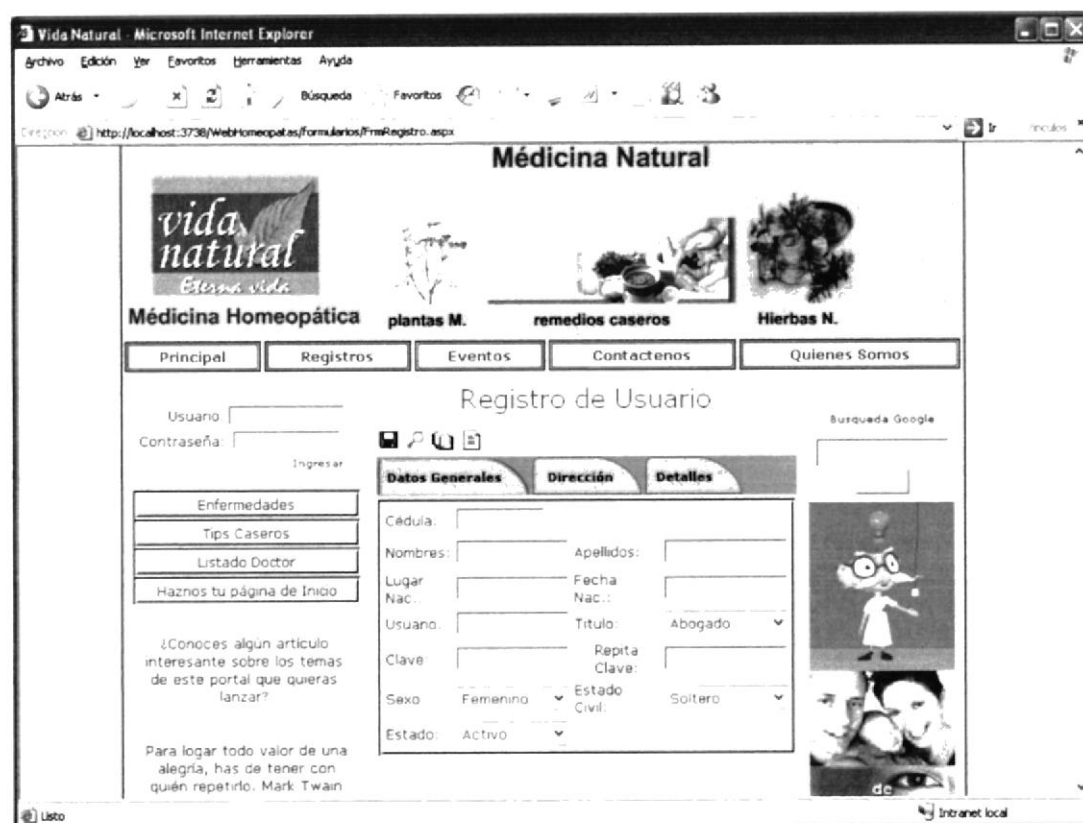 Vida Natural - Microsoft Internet Explorer
Archivo Edición Ver Favoritos Herramientas Ayuda
Atrás Búsqueda Favoritos
Dirección http://localhost:3738/WebHomeopatas/formularios/FrmRegistro.aspx Ir
Médicina Natural
vida
natural
Eterna vida
Médicina Homeopática plantas M. remedios caseros Hierbas N.
Principal Registros Eventos Contactenos Quienes Somos
Registro de Usuario
Usuario:
Contraseña:
Ingresar
Enfermedades
Tips Caseros
Listado Doctor
Haznos tu página de Inicio
¿Conoces algún artículo
interesante sobre los temas
de este portal que quieras
lanzar?
Para logar todo valor de una
alegría, has de tener con
quién repetirlo. Mark Twain
Datos Generales Dirección Detalles
Cédula:
Nombres: Apellidos:
Lugar
Nac.:
Fecha
Nac.:
Usuario: Titulo: Abogado
Clave: Repita
Clave:
Sexo Femenino Estado
Civil: Soltero
Estado: Activo
Busqueda Google
de
Listo Intranet local